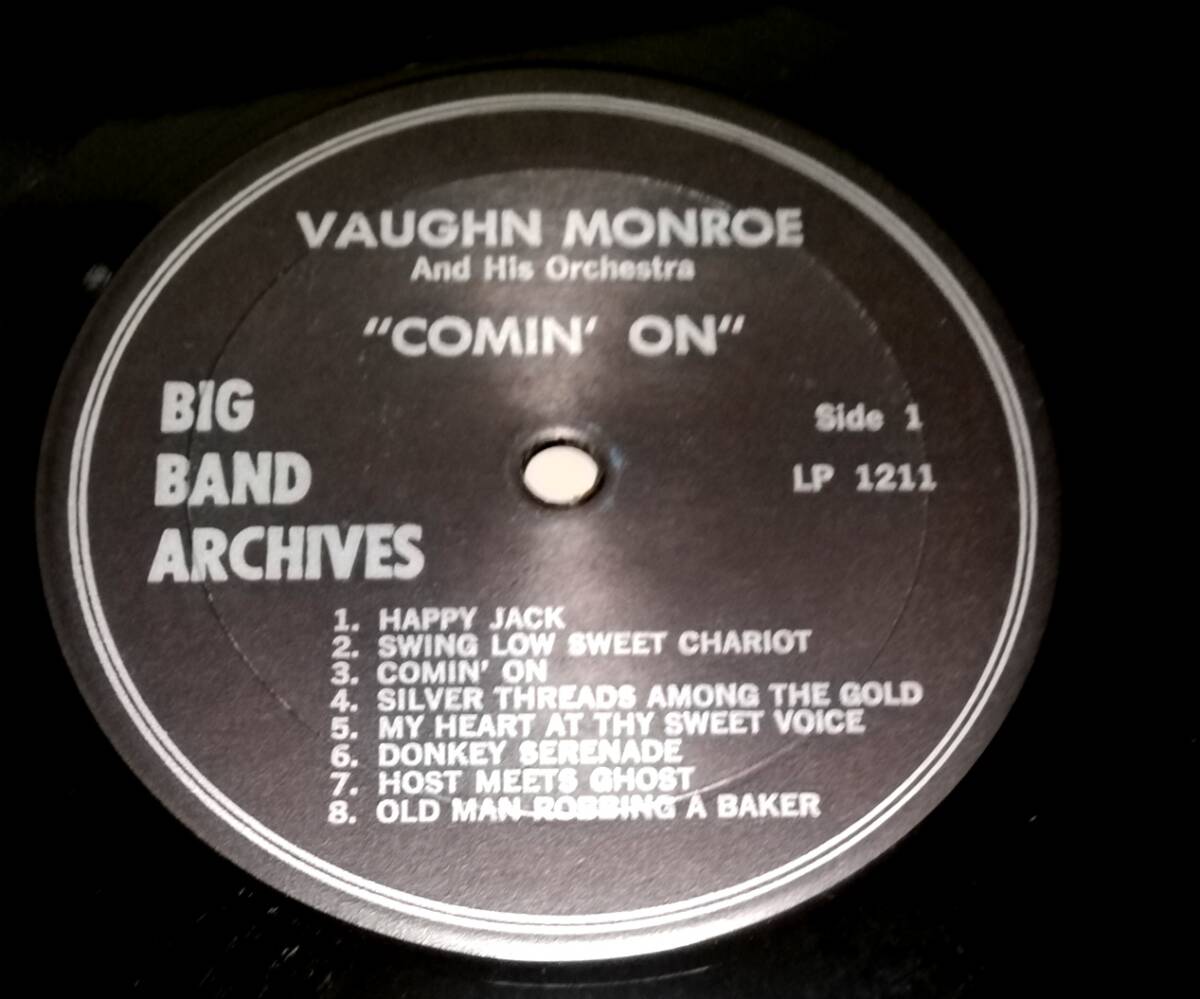 VAUGHN MONROE
And His Orchestra
"COMIN' ON"
BIG
BAND
ARCHIVES
Side 1
LP 1211
1. HAPPY JACK
2. SWING LOW SWEET CHARIOT
3. COMIN' ON
4. SILVER THREADS AMONG THE GOLD
5. MY HEART AT THY SWEET VOICE
6. DONKEY SERENADE
7. HOST MEETS GHOST
8. OLD MAN ROBBING A BAKER